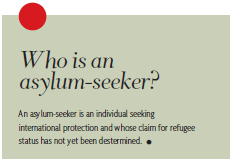 Who is an
asylum-seeker?
An asylum-seeker is an individual seeking
international protection and whose claim for refugee
status has not yet been destermined.